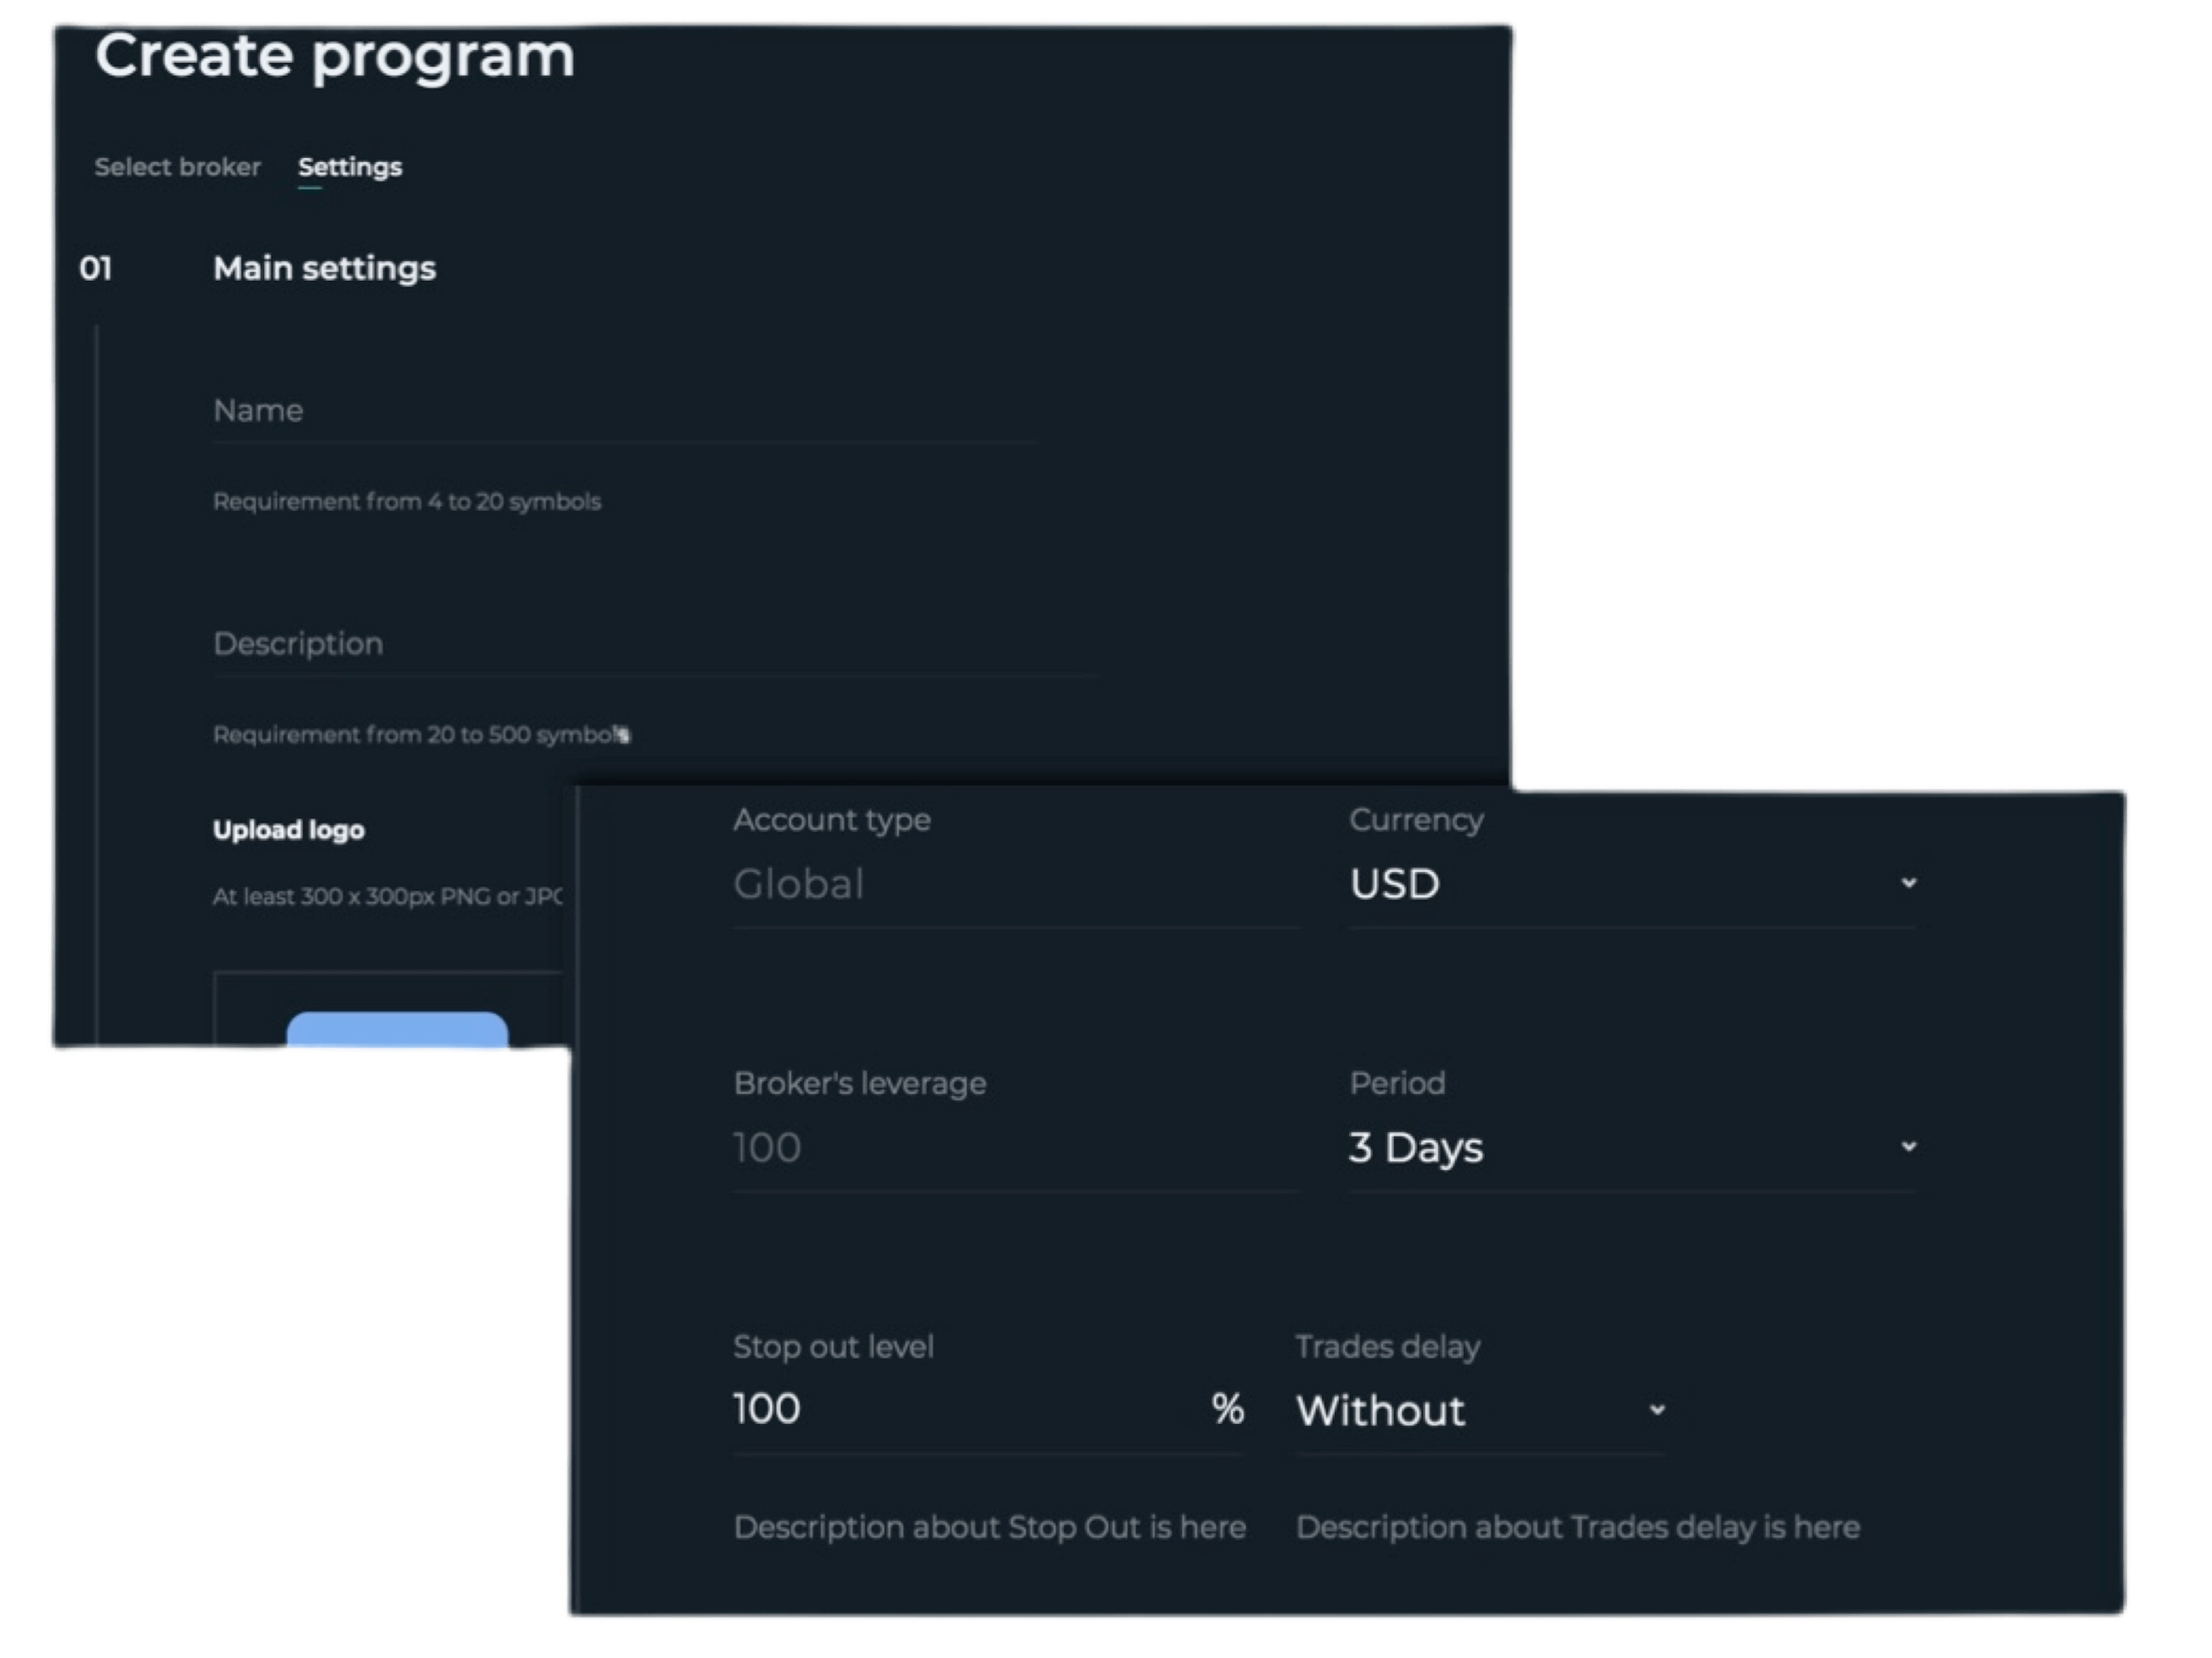 Create program
Select broker Settings
01 Main settings
Name
Requirement from 4 to 20 symbols
Description
Requirement from 20 to 500 symbols
Upload logo
At least 300 x 300px PNG or
Account type Currency
Global USD
Broker's leverage Period
100 3 Days
Stop out level Trades delay
100 % Without
Description about Stop Out is here Description about Trades delay is here